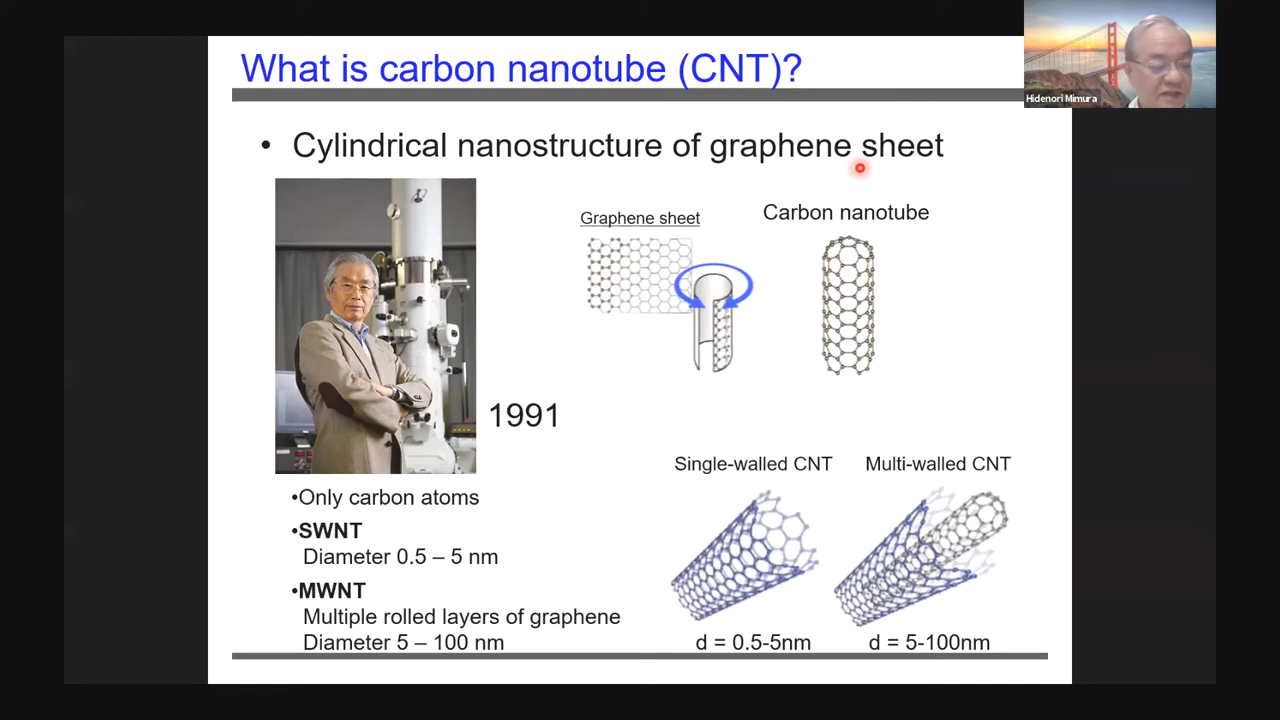 What is carbon nanotube (CNT)?
Hidenori Mimura
• Cylindrical nanostructure of graphene sheet
Graphene sheet
Carbon nanotube
1991
Single-walled CNT
Multi-walled CNT
•Only carbon atoms
•SWNT
Diameter 0.5 – 5 nm
•MWNT
Multiple rolled layers of graphene
Diameter 5 – 100 nm
d = 0.5-5nm
d = 5-100nm